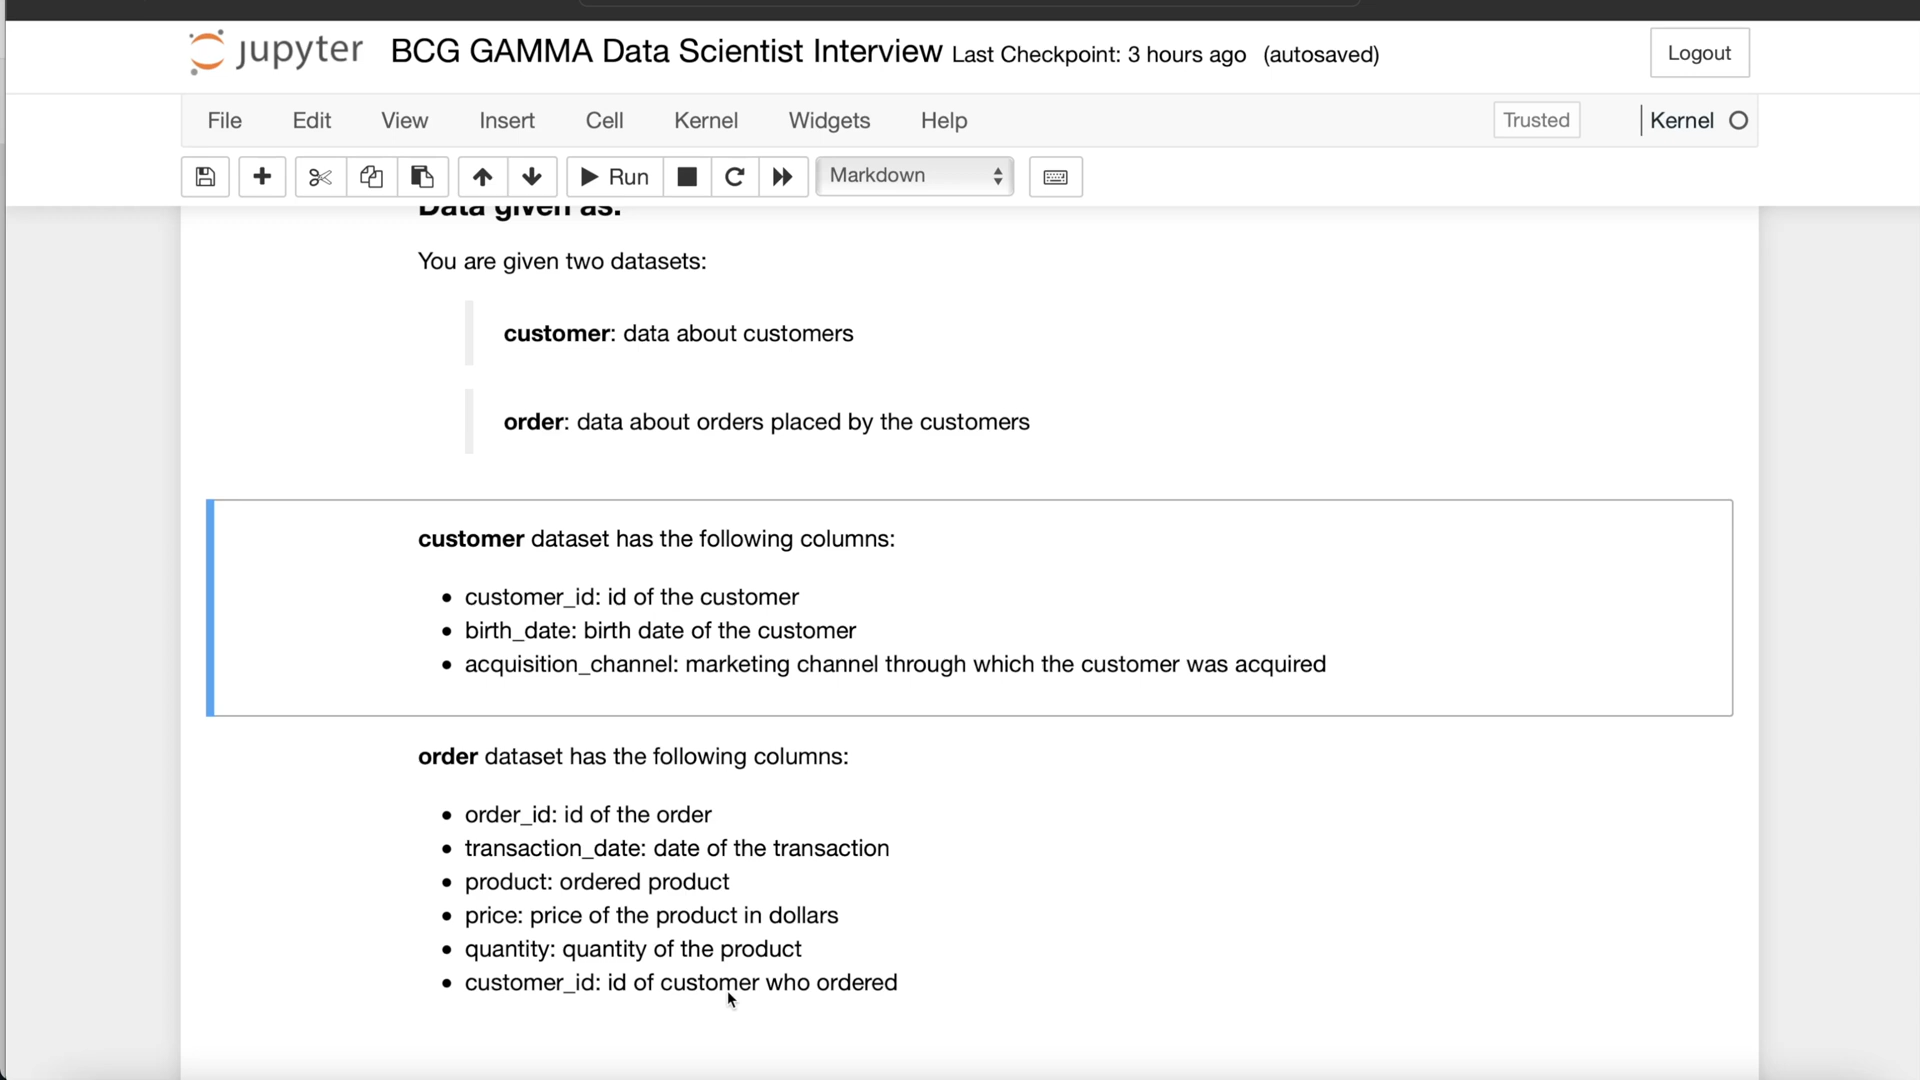 jupyter BCG GAMMA Data Scientist Interview Last Checkpoint: 3 hours ago (autosaved) Logout
File Edit View Insert Cell Kernel Widgets Help Trusted Kernel
Run Markdown
Data given as:
You are given two datasets:
customer: data about customers
order: data about orders placed by the customers
customer dataset has the following columns:
• customer_id: id of the customer
• birth_date: birth date of the customer
• acquisition_channel: marketing channel through which the customer was acquired
order dataset has the following columns:
• order_id: id of the order
• transaction_date: date of the transaction
• product: ordered product
• price: price of the product in dollars
• quantity: quantity of the product
• customer_id: id of customer who ordered